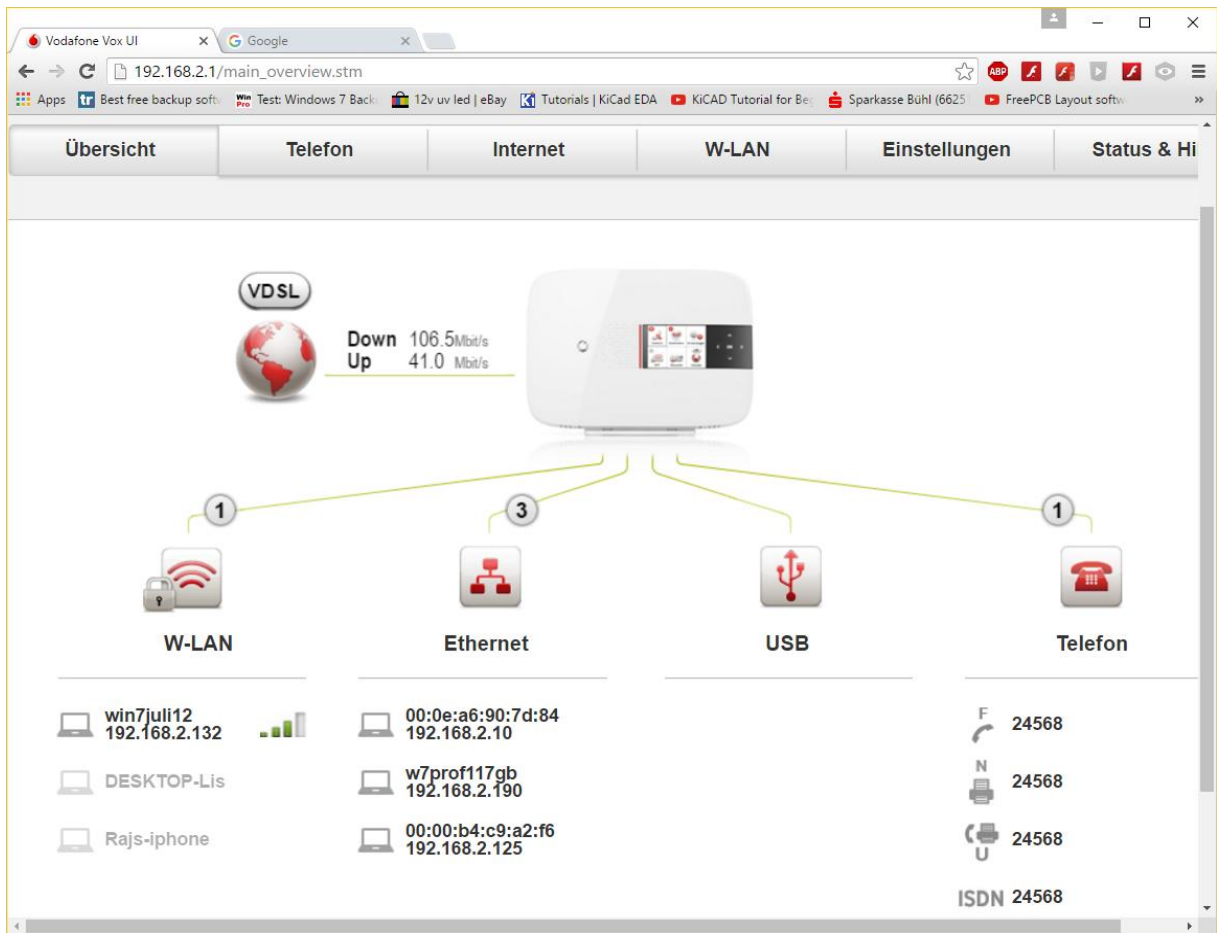 Vodafone Vox UI
Google
192.168.2.1/main_overview.stm
ABP
Apps
tr Best free backup soft
Win Pro Test: Windows 7 Back
12v uv led | eBay
Tutorials | KiCad EDA
KiCAD Tutorial for Be
Sparkasse Bühl (6625
FreePCB Layout softw
»
Übersicht
Telefon
Internet
W-LAN
Einstellungen
Status & Hi
VDSL
Down 106.5Mbit/s
Up 41.0 Mbit/s
1
3
1
W-LAN
Ethernet
USB
Telefon
win7juli12
192.168.2.132
DESKTOP-Lis
Rajs-iphone
00:0e:a6:90:7d:84
192.168.2.10
w7prof117gb
192.168.2.190
00:00:b4:c9:a2:f6
192.168.2.125
F
24568
N
24568
U
24568
ISDN 24568